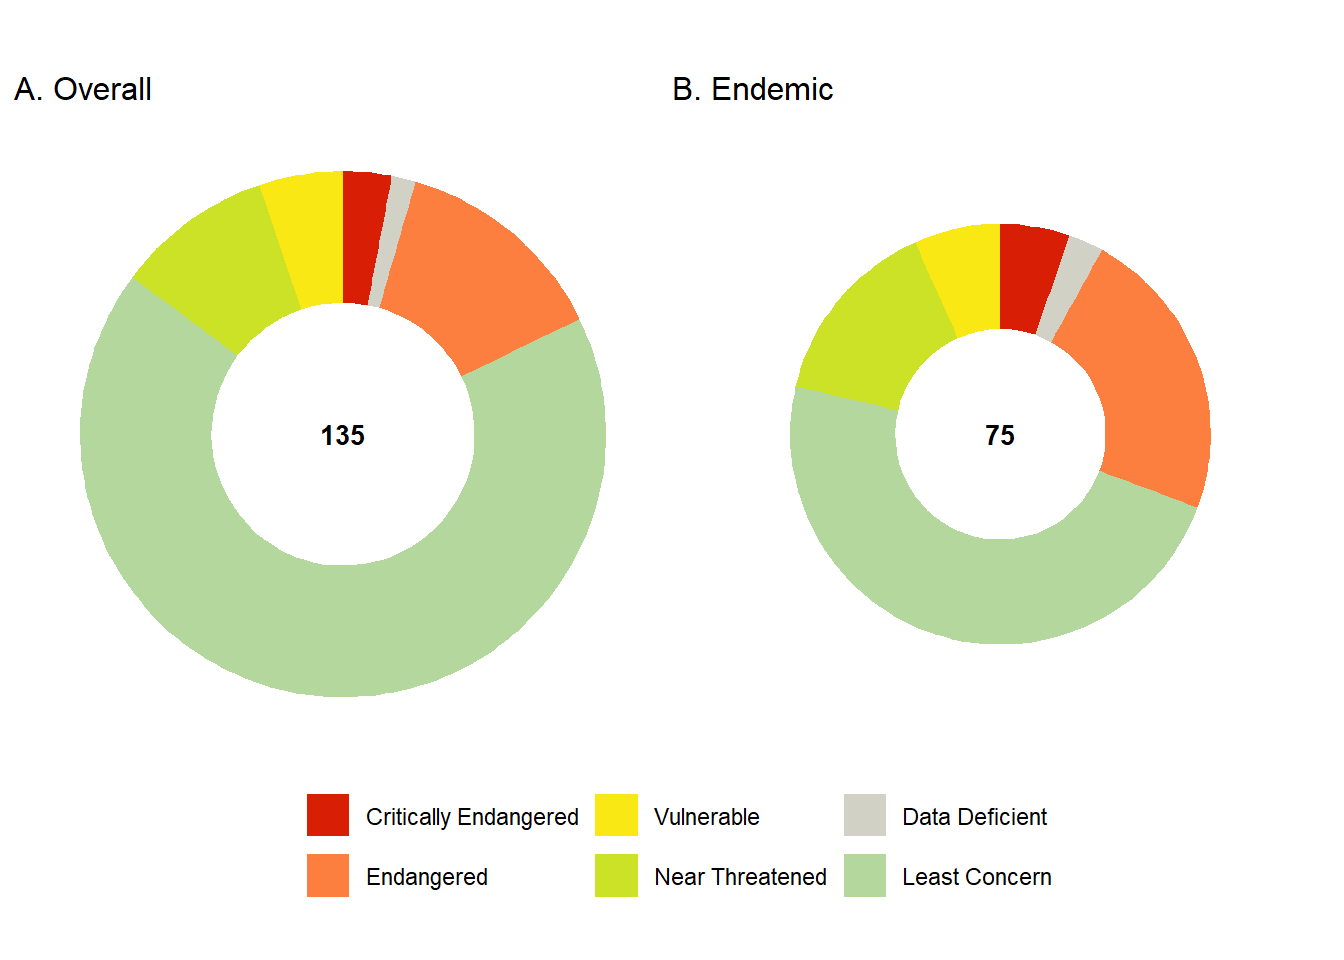 A. Overall
B. Endemic
135
75
Critically Endangered
Vulnerable
Data Deficient
Endangered
Near Threatened
Least Concern